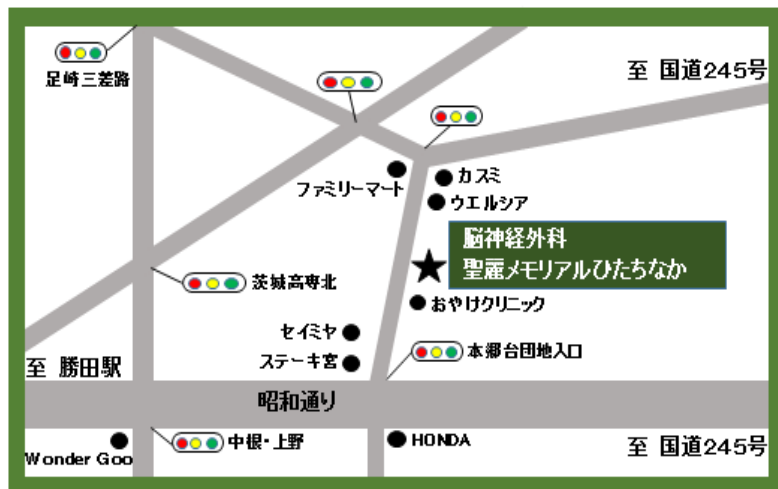 足崎三差路
至 国道245号
ファミリーマート
カスミ
ウエルシア
脳神経外科
聖麗メモリアルひたちなか
茨城高専北
おやけクリニック
セイミヤ
ステーキ宮
本郷台団地入口
至 勝田駅
昭和通り
Wonder Goo
中根・上野
HONDA
至 国道245号